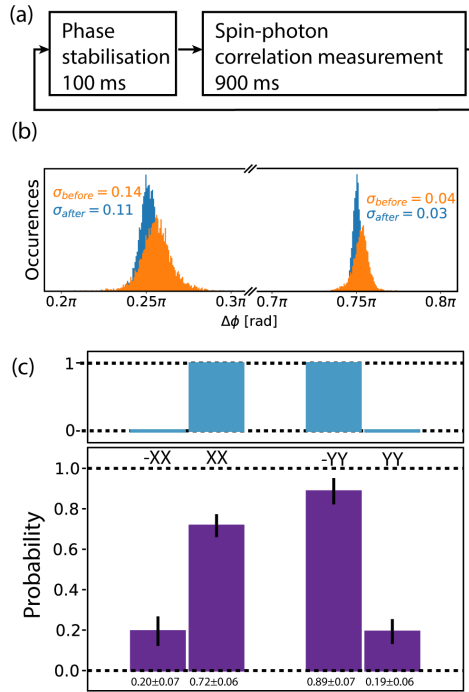 (a)
Phase
stabilisation
100 ms
Spin-photon
correlation measurement
900 ms
(b)
Occurences
σbefore = 0.14
σafter = 0.11
σbefore = 0.04
σafter = 0.03
0.2π 0.25π 0.3π 0.7π 0.75π 0.8π
Δϕ [rad]
(c)
1
0
-XX XX -YY YY
Probability
1.0
0.8
0.6
0.4
0.2
0.0
0.20±0.07 0.72±0.06 0.89±0.07 0.19±0.06